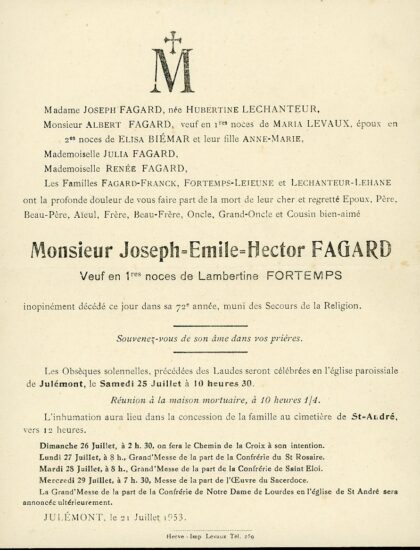 M
Madame JOSEPH FAGARD, née HUBERTINE LECHANTEUR,
Monsieur ALBERT FAGARD, veuf en 1res noces de MARIA LEVAUX, époux en
2es noces de ELISA BIÉMAR et leur fille ANNE-MARIE,
Mademoiselle JULIA FAGARD,
Mademoiselle RENÉE FAGARD,
Les Familles FAGARD-FRANCK, FORTEMPS-LEJEUNE et LECHANTEUR-LEHANE
ont la profonde douleur de vous faire part de la mort de leur cher et regretté Epoux, Père,
Beau-Père, Aïeul, Frère, Beau-Frère, Oncle, Grand-Oncle et Cousin bien-aimé
Monsieur Joseph-Emile-Hector FAGARD
Veuf en 1res noces de Lambertine FORTEMPS
inopinément décédé ce jour dans sa 72e année, muni des Secours de la Religion.
Souvenez-vous de son âme dans vos prières.
Les Obsèques solennelles, précédées des Laudes seront célébrées en l'église paroissiale
de Julémont, le Samedi 25 Juillet à 10 heures 30.
Réunion à la maison mortuaire, à 10 heures 1/4.
L'inhumation aura lieu dans la concession de la famille au cimetière de St-André,
vers 12 heures.
Dimanche 26 Juillet, à 2 h. 30, on fera le Chemin de la Croix à son intention.
Lundi 27 Juillet, à 8 h., Grand'Messe de la part de la Confrérie du St Rosaire.
Mardi 28 Juillet, à 8 h., Grand'Messe de la part de la Confrérie de Saint Eloi.
Mercredi 29 Juillet, à 7 h. 30, Messe de la part de l'Œuvre du Sacerdoce.
La Grand'Messe de la part de la Confrérie de Notre Dame de Lourdes en l'église de St André sera
annoncée ultérieurement.
JULÉMONT, le 21 Juillet 1953.
Herve - Imp Levaux Tél. 269